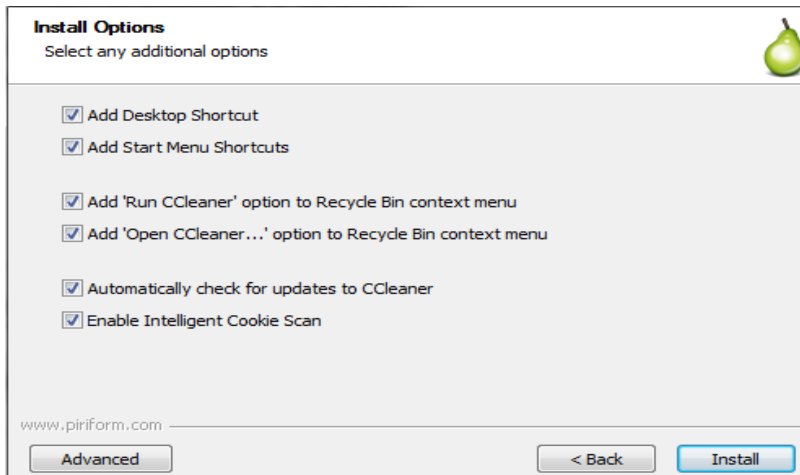 Install Options
Select any additional options
Add Desktop Shortcut
Add Start Menu Shortcuts
Add 'Run CCleaner' option to Recycle Bin context menu
Add 'Open CCleaner...' option to Recycle Bin context menu
Automatically check for updates to CCleaner
Enable Intelligent Cookie Scan
www.piriform.com
Advanced
< Back
Install